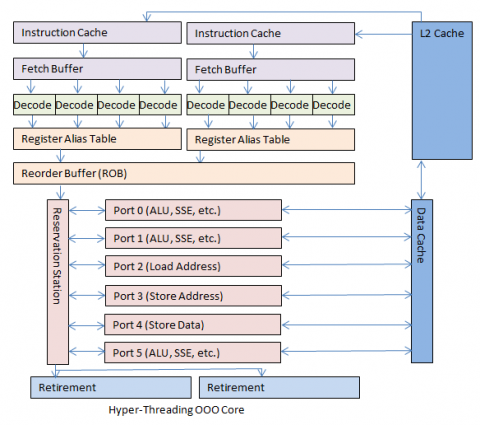 Instruction Cache
Instruction Cache
L2 Cache
Fetch Buffer
Fetch Buffer
Decode Decode Decode Decode
Decode Decode Decode Decode
Register Alias Table
Register Alias Table
Reorder Buffer (ROB)
Reservation Station
Port 0 (ALU, SSE, etc.)
Port 1 (ALU, SSE, etc.)
Port 2 (Load Address)
Port 3 (Store Address)
Port 4 (Store Data)
Port 5 (ALU, SSE, etc.)
Data Cache
Retirement
Retirement
Hyper-Threading OOO Core